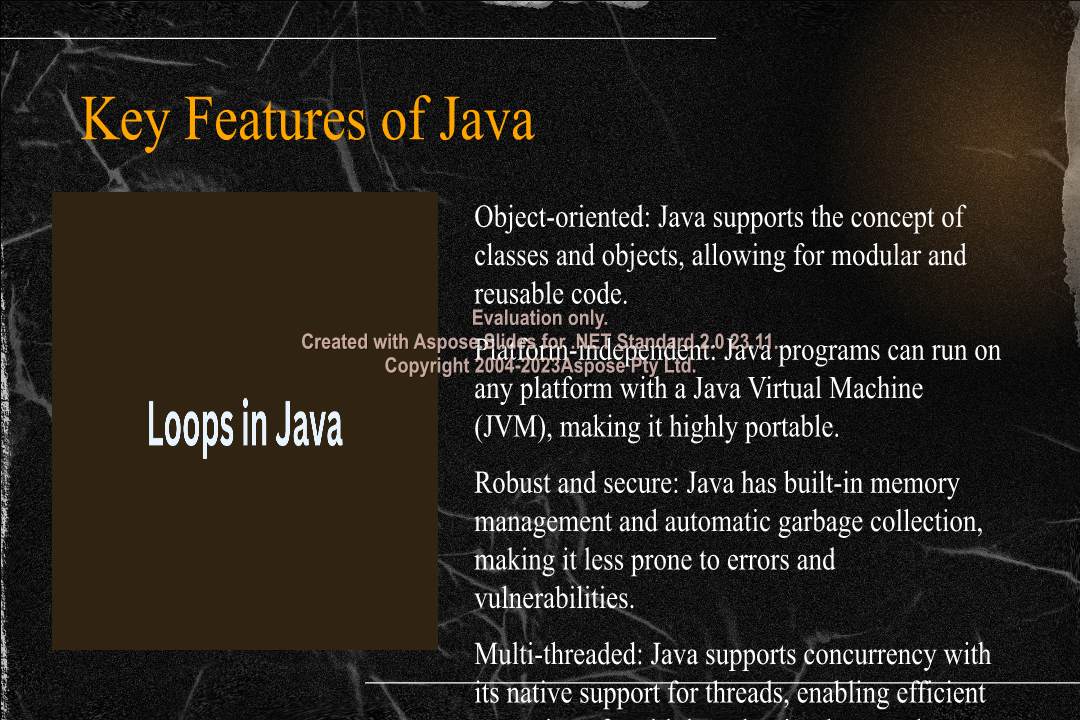 Key Features of Java
Object-oriented: Java supports the concept of
classes and objects, allowing for modular and
reusable code.
Evaluation only.
Created with Aspose.Slides for .NET Standard 2.0 23.11.
Copyright 2004-2023Aspose Pty Ltd.
Platform-independent: Java programs can run on
any platform with a Java Virtual Machine
(JVM), making it highly portable.
Loops in Java
Robust and secure: Java has built-in memory
management and automatic garbage collection,
making it less prone to errors and
vulnerabilities.
Multi-threaded: Java supports concurrency with
its native support for threads, enabling efficient